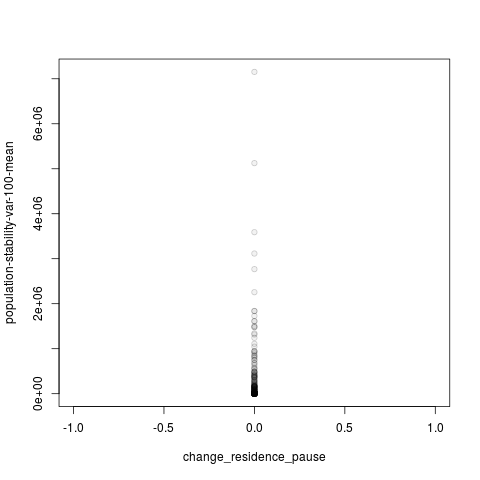 population-stability-var-100-mean
6e+06
4e+06
2e+06
0e+00
-1.0
-0.5
0.0
0.5
1.0
change_residence_pause